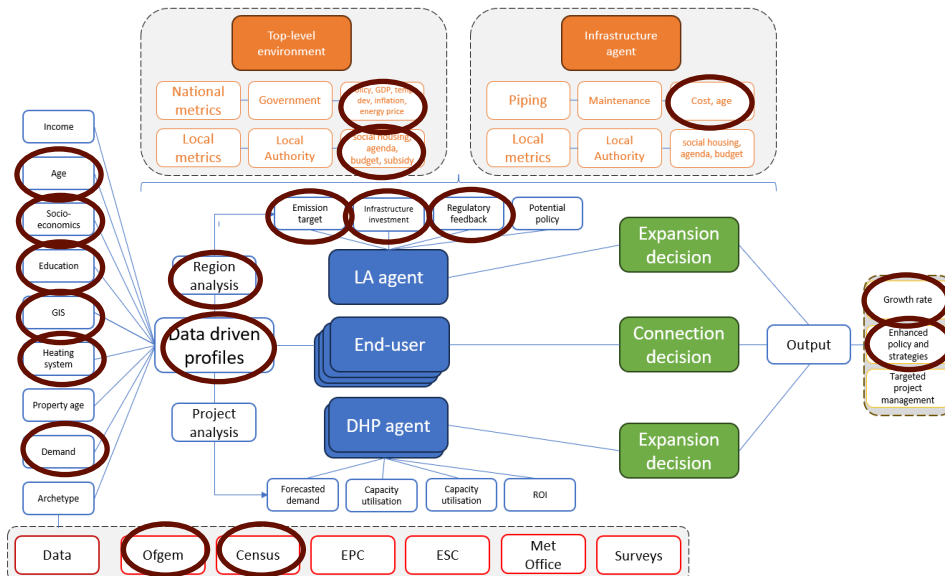 Top-level
environment
Infrastructure
agent
National
metrics
Government
policy, GDP, temp
dev, inflation,
energy price
Piping
Maintenance
Cost, age
Local
metrics
Local
Authority
social housing,
agenda,
budget, subsidy
Local
metrics
Local
Authority
social housing,
agenda, budget
Income
Age
Socio-
economics
Education
GIS
Heating
system
Property age
Demand
Archetype
Region
analysis
Data driven
profiles
Project
analysis
Emission
target
Infrastructure
investment
Regulatory
feedback
Potential
policy
LA agent
End-user
DHP agent
Forecasted
demand
Capacity
utilisation
Capacity
utilisation
ROI
Expansion
decision
Connection
decision
Expansion
decision
Output
Growth rate
Enhanced
policy and
strategies
Targeted
project
management
Data
Ofgem
Census
EPC
ESC
Met
Office
Surveys